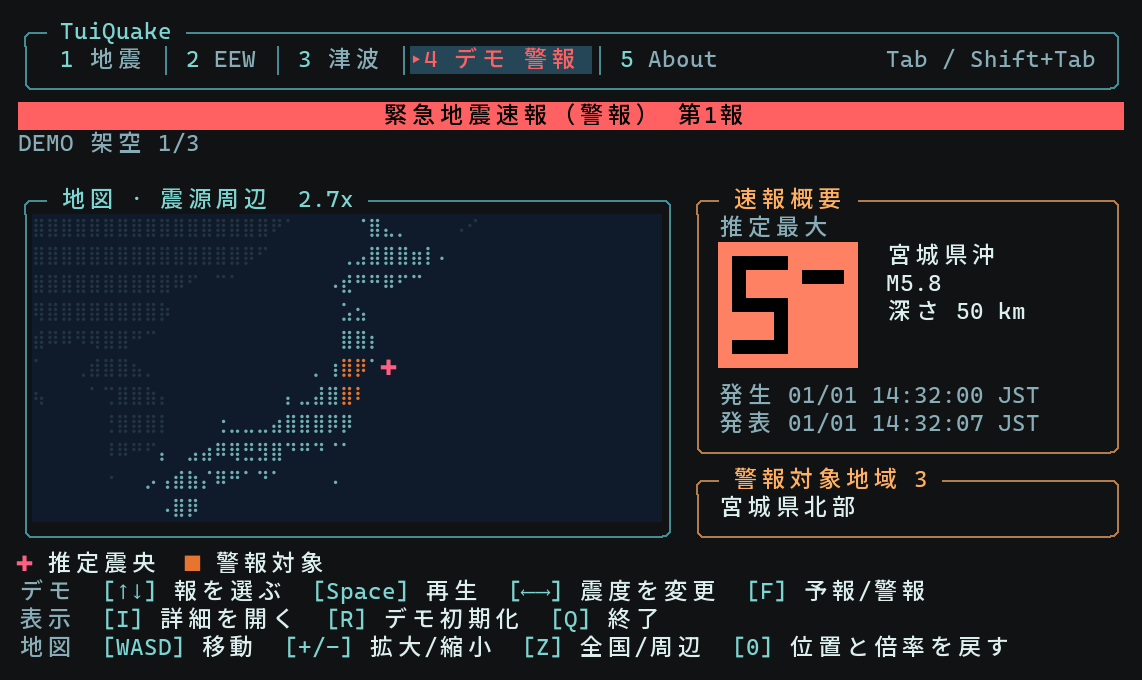 TuiQuake
1 地震 │ 2 EEW │ 3 津波 │▸4 デモ 警報 │ 5 About Tab / Shift+Tab
緊急地震速報（警報） 第1報
DEMO 架空 1/3
地図 · 震源周辺 2.7x
速報概要
推定最大
5-
宮城県沖
M5.8
深さ 50 km
発生 01/01 14:32:00 JST
発表 01/01 14:32:07 JST
警報対象地域 3
宮城県北部
✚ 推定震央 ■ 警報対象
デモ [↑↓] 報を選ぶ [Space] 再生 [←→] 震度を変更 [F] 予報/警報
表示 [I] 詳細を開く [R] デモ初期化 [Q] 終了
地図 [WASD] 移動 [+/−] 拡大/縮小 [Z] 全国/周辺 [0] 位置と倍率を戻す